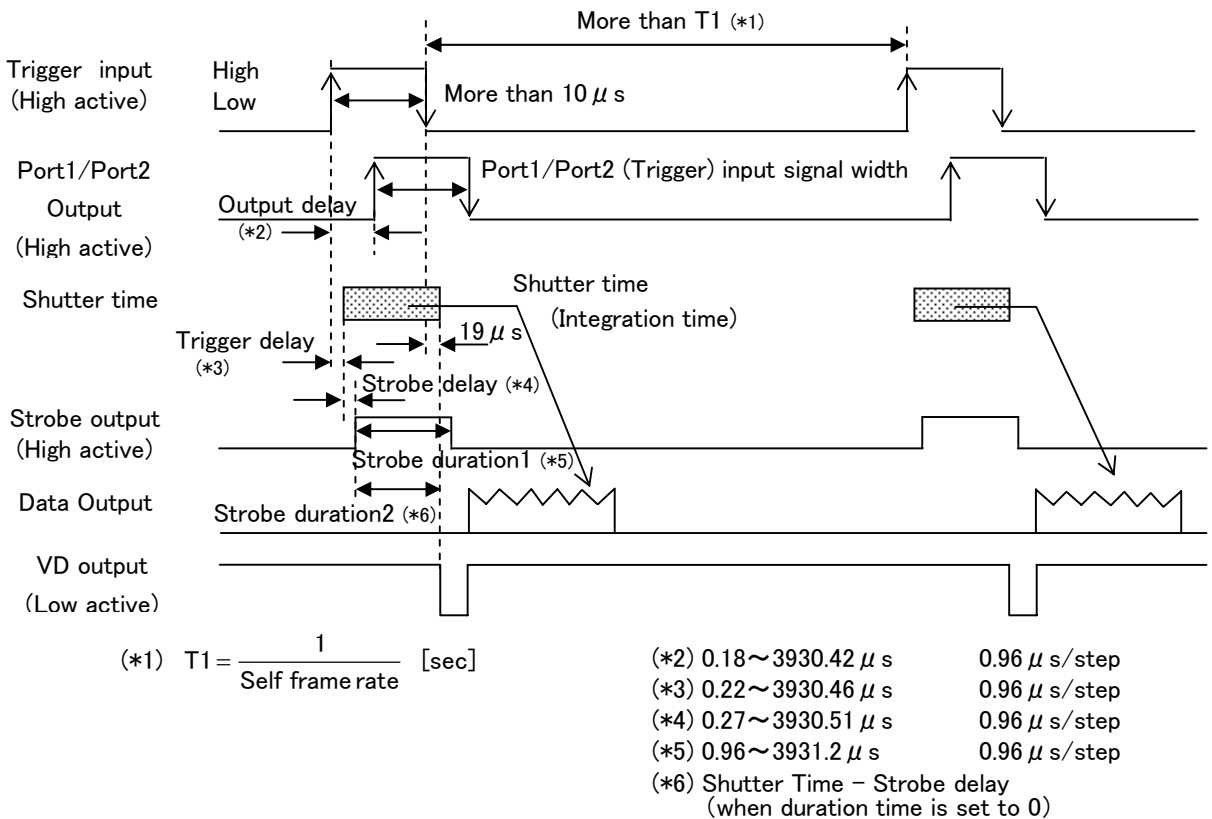 More than T1 (*1)
Trigger input
(High active)
High
Low
More than 10 μ s
Port1/Port2
Output
(High active)
Port1/Port2 (Trigger) input signal width
Output delay
(*2)
Shutter time
Shutter time
(Integration time)
19 μ s
Trigger delay
(*3)
Strobe delay (*4)
Strobe output
(High active)
Strobe duration1 (*5)
Data Output
Strobe duration2 (*6)
VD output
(Low active)
(*1) T1 = 1 / Self frame rate [sec]
(*2) 0.18～3930.42 μ s 0.96 μ s/step
(*3) 0.22～3930.46 μ s 0.96 μ s/step
(*4) 0.27～3930.51 μ s 0.96 μ s/step
(*5) 0.96～3931.2 μ s 0.96 μ s/step
(*6) Shutter Time − Strobe delay
(when duration time is set to 0)